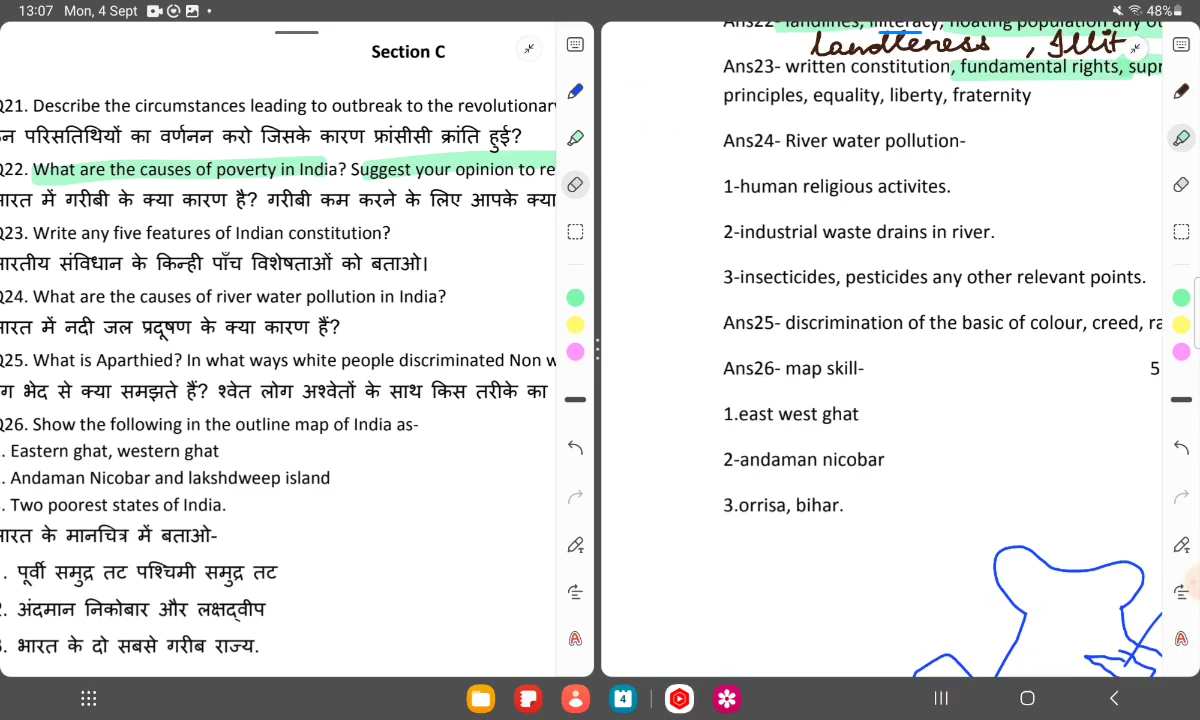 13:07 Mon, 4 Sept
48%
Section C
Q21. Describe the circumstances leading to outbreak to the revolutionar
न परिसतिथियों का वर्णनन करो जिसके कारण फ्रांसीसी क्रांति हुई?
Q22. What are the causes of poverty in India? Suggest your opinion to re
भारत में गरीबी के क्या कारण है? गरीबी कम करने के लिए आपके क्या
Q23. Write any five features of Indian constitution?
भारतीय संविधान के किन्ही पाँच विशेषताओं को बताओ।
Q24. What are the causes of river water pollution in India?
भारत में नदी जल प्रदूषण के क्या कारण हैं?
Q25. What is Aparthied? In what ways white people discriminated Non w
ग भेद से क्या समझते हैं? श्वेत लोग अश्वेतों के साथ किस तरीके का
Q26. Show the following in the outline map of India as-
. Eastern ghat, western ghat
. Andaman Nicobar and lakshdweep island
. Two poorest states of India.
भारत के मानचित्र में बताओ-
. पूर्वी समुद्र तट पश्चिमी समुद्र तट
2. अंदमान निकोबार और लक्षद्वीप
3. भारत के दो सबसे गरीब राज्य.
Ans22- landlines, illiteracy, floating population any ot
Landleness , Illit
Ans23- written constitution, fundamental rights, supr
principles, equality, liberty, fraternity
Ans24- River water pollution-
1-human religious activites.
2-industrial waste drains in river.
3-insecticides, pesticides any other relevant points.
Ans25- discrimination of the basic of colour, creed, ra
Ans26- map skill- 5
1.east west ghat
2-andaman nicobar
3.orrisa, bihar.
4